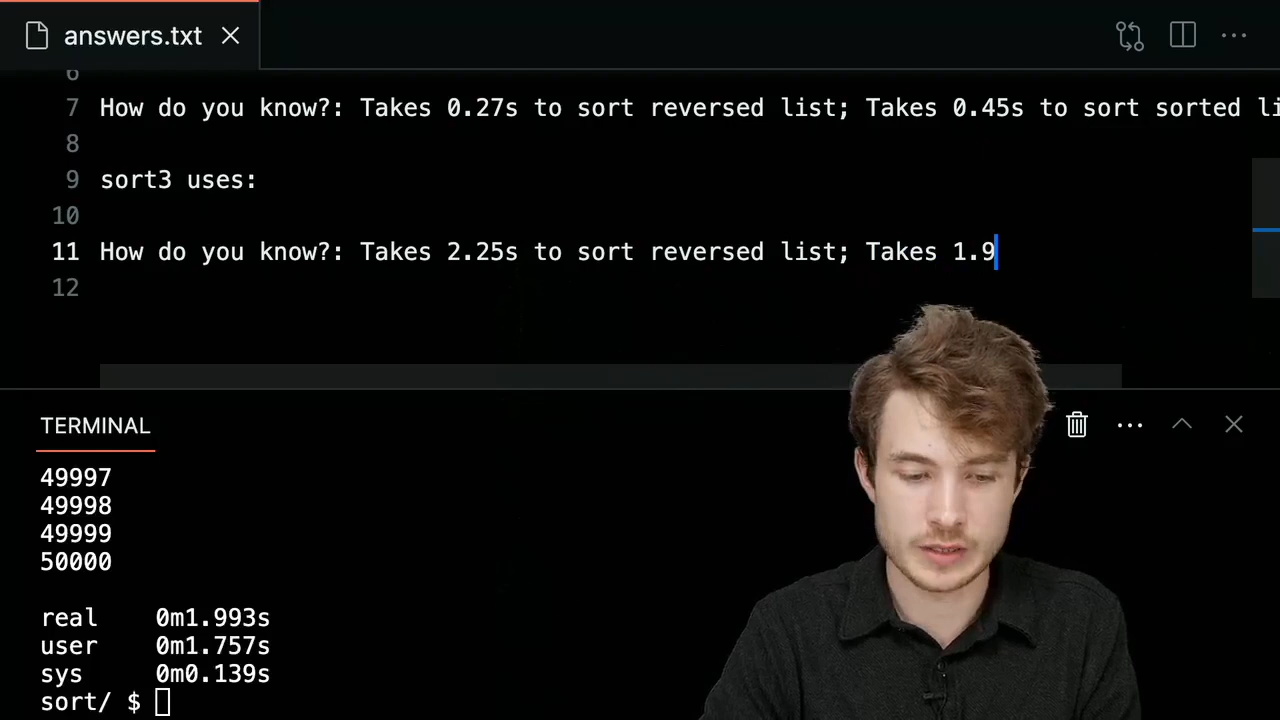 answers.txt
6
7 How do you know?: Takes 0.27s to sort reversed list; Takes 0.45s to sort sorted li
8
9 sort3 uses:
10
11 How do you know?: Takes 2.25s to sort reversed list; Takes 1.9
12
TERMINAL
49997
49998
49999
50000
real 0m1.993s
user 0m1.757s
sys 0m0.139s
sort/ $